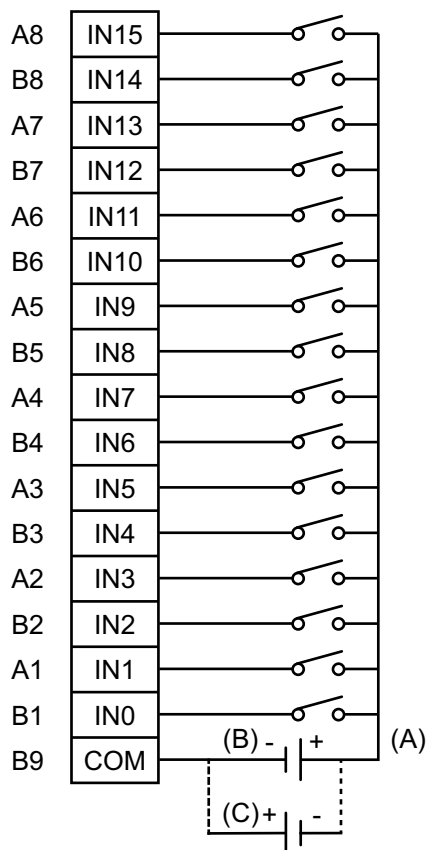 A8 IN15
B8 IN14
A7 IN13
B7 IN12
A6 IN11
B6 IN10
A5 IN9
B5 IN8
A4 IN7
B4 IN6
A3 IN5
B3 IN4
A2 IN3
B2 IN2
A1 IN1
B1 IN0
(B) - + (A)
B9 COM
(C) + -